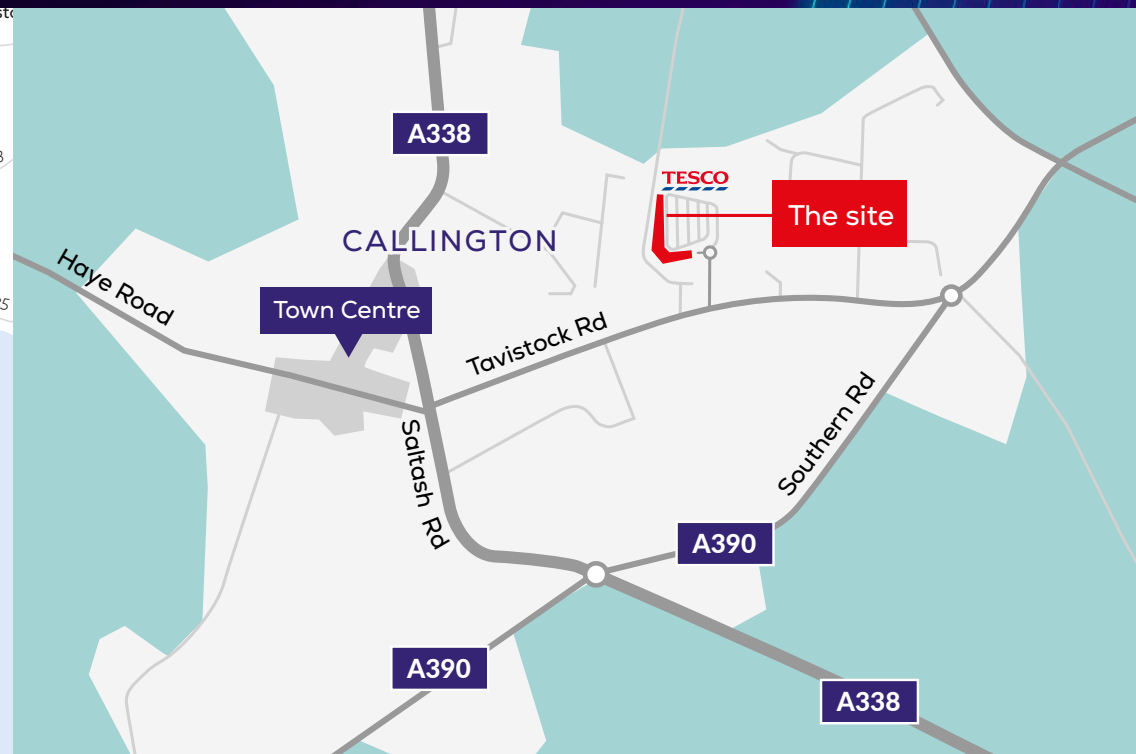 A338
TESCO
The site
CALLINGTON
Haye Road
Town Centre
Tavistock Rd
Saltash Rd
Southern Rd
A390
A390
A338